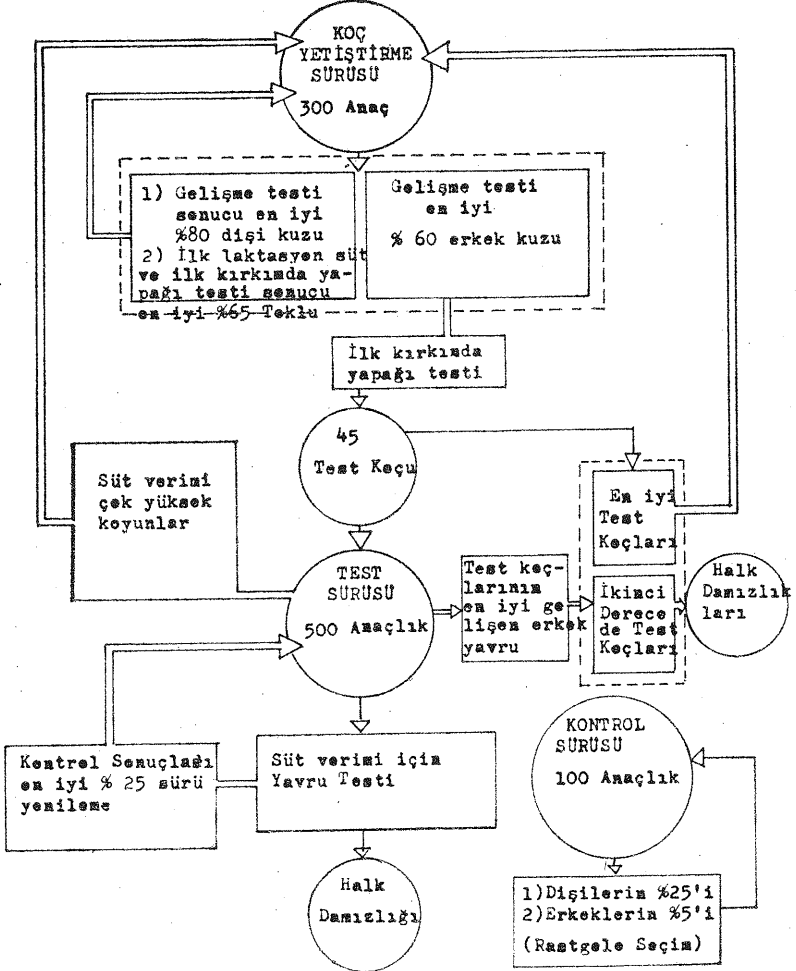 KOÇ
YETİŞTİRME
SÜRÜSÜ
300 Anaç
1) Gelişme testi
sonucu en iyi
%80 dişi kuzu
2) İlk laktasyon süt
ve ilk kırkımda ya-
pağı testi sonucu
en iyi %65 Toklu
Gelişme testi
en iyi
% 60 erkek kuzu
İlk kırkımda
yapağı testi
45
Test Koçu
Süt verimi
çok yüksek
koyunlar
En iyi
Test
Koçları
TEST
SÜRÜSÜ
500 Anaçlık
Test koç-
larının
en iyi ge
lişen erkek
yavru
İkinci
Derece
de Test
Koçları
Halk
Damızlık
ları
Kontrol Sonuçladı
en iyi % 25 sürü
yenileme
Süt verimi için
Yavru Testi
KONTROL
SÜRÜSÜ
100 Anaçlık
Halk
Damızlığı
1)Dişilerin %25'i
2)Erkeklerin %5'i
(Rastgele Seçim)